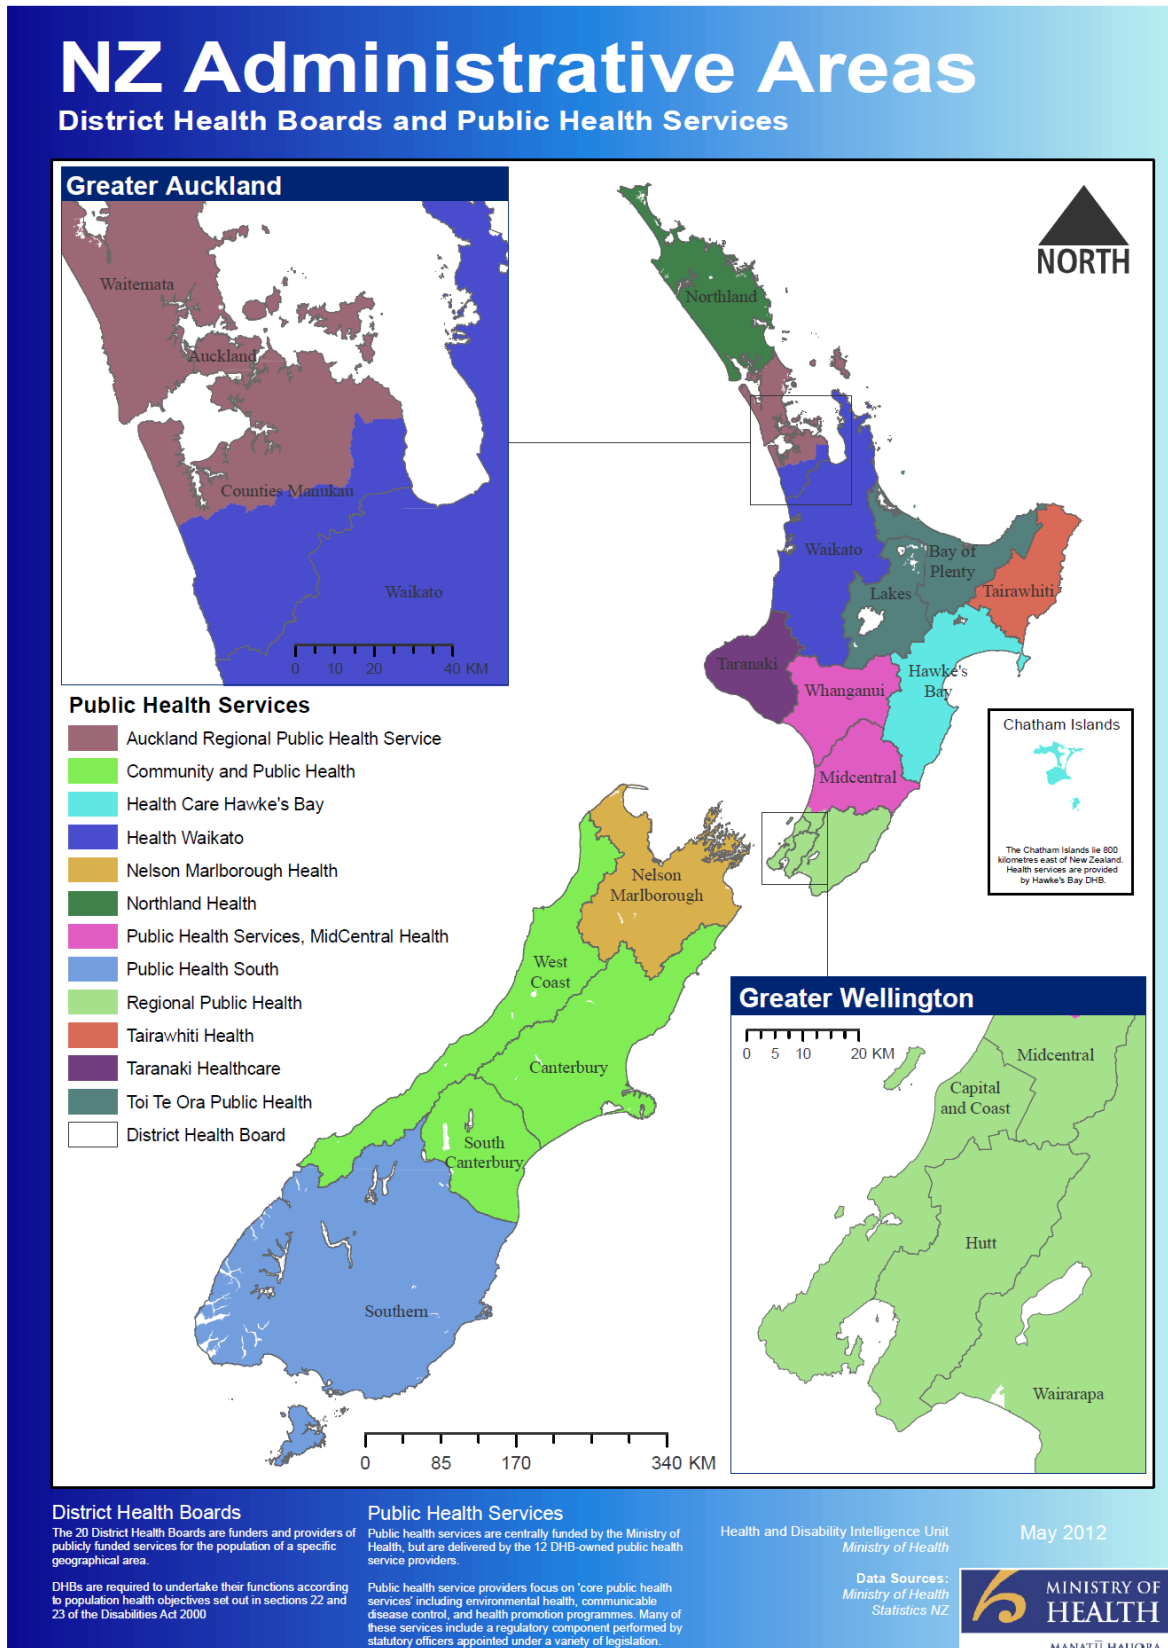 NZ Administrative Areas
District Health Boards and Public Health Services
Greater Auckland
Waitemata
Auckland
Counties Manukau
Waikato
0 10 20 40 KM
NORTH
Northland
Waikato
Bay of
Plenty
Lakes
Tairawhiti
Taranaki
Hawke's
Bay
Whanganui
Midcentral
Chatham Islands
The Chatham Islands lie 800
kilometres east of New Zealand.
Health services are provided
by Hawke's Bay DHB.
Public Health Services
Auckland Regional Public Health Service
Community and Public Health
Health Care Hawke's Bay
Health Waikato
Nelson Marlborough Health
Northland Health
Public Health Services, MidCentral Health
Public Health South
Regional Public Health
Tairawhiti Health
Taranaki Healthcare
Toi Te Ora Public Health
District Health Board
Nelson
Marlborough
West
Coast
Canterbury
South
Canterbury
Southern
0 85 170 340 KM
Greater Wellington
0 5 10 20 KM
Midcentral
Capital
and Coast
Hutt
Wairarapa
District Health Boards
The 20 District Health Boards are funders and providers of
publicly funded services for the population of a specific
geographical area.
DHBs are required to undertake their functions according
to population health objectives set out in sections 22 and
23 of the Disabilities Act 2000
Public Health Services
Public health services are centrally funded by the Ministry of
Health, but are delivered by the 12 DHB-owned public health
service providers.
Public health service providers focus on 'core public health
services' including environmental health, communicable
disease control, and health promotion programmes. Many of
these services include a regulatory component performed by
statutory officers appointed under a variety of legislation.
Health and Disability Intelligence Unit
Ministry of Health
Data Sources:
Ministry of Health
Statistics NZ
May 2012
MINISTRY OF
HEALTH
MANATŪ HAUORA